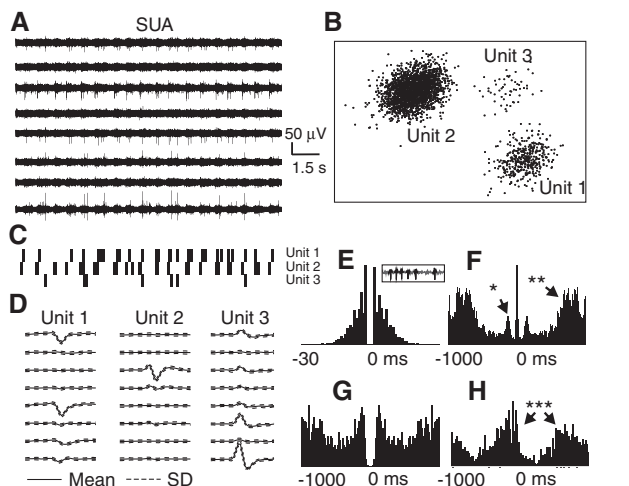 A
SUA
50 µV
1.5 s
B
Unit 3
Unit 2
Unit 1
C
Unit 1
Unit 2
Unit 3
D
Unit 1 Unit 2 Unit 3
Mean SD
E
-30 0 ms
F
* **
-1000 0 ms
G
-1000 0 ms
H
***
-1000 0 ms